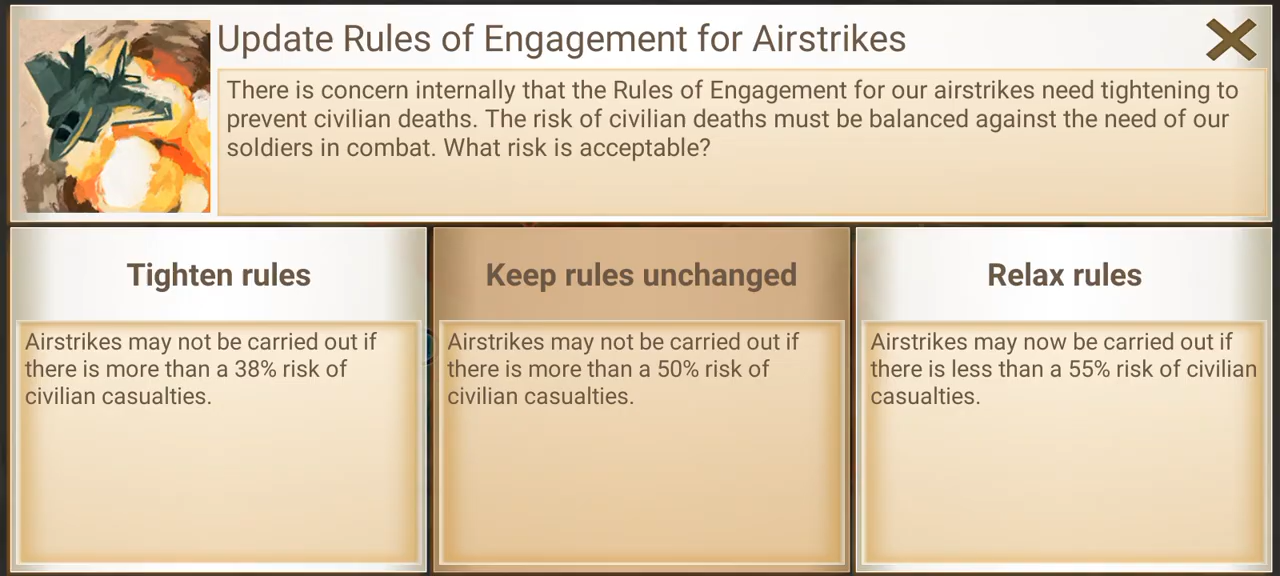 Update Rules of Engagement for Airstrikes
There is concern internally that the Rules of Engagement for our airstrikes need tightening to
prevent civilian deaths. The risk of civilian deaths must be balanced against the need of our
soldiers in combat. What risk is acceptable?
Tighten rules
Airstrikes may not be carried out if
there is more than a 38% risk of
civilian casualties.
Keep rules unchanged
Airstrikes may not be carried out if
there is more than a 50% risk of
civilian casualties.
Relax rules
Airstrikes may now be carried out if
there is less than a 55% risk of civilian
casualties.